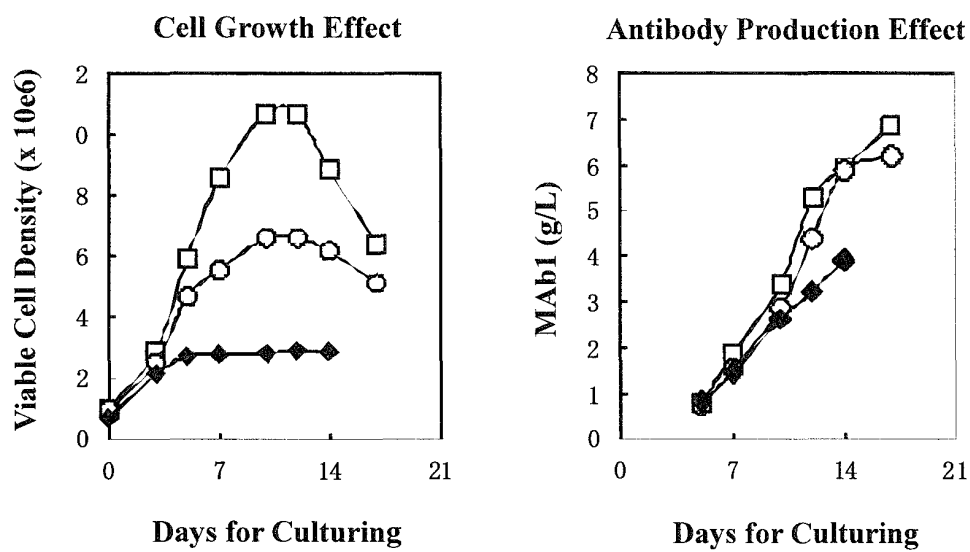 Cell Growth Effect
Viable Cell Density (x 10e6)
2
0
8
6
4
2
0
0 7 14 21
Days for Culturing
Antibody Production Effect
MAb1 (g/L)
8
7
6
5
4
3
2
1
0
0 7 14 21
Days for Culturing